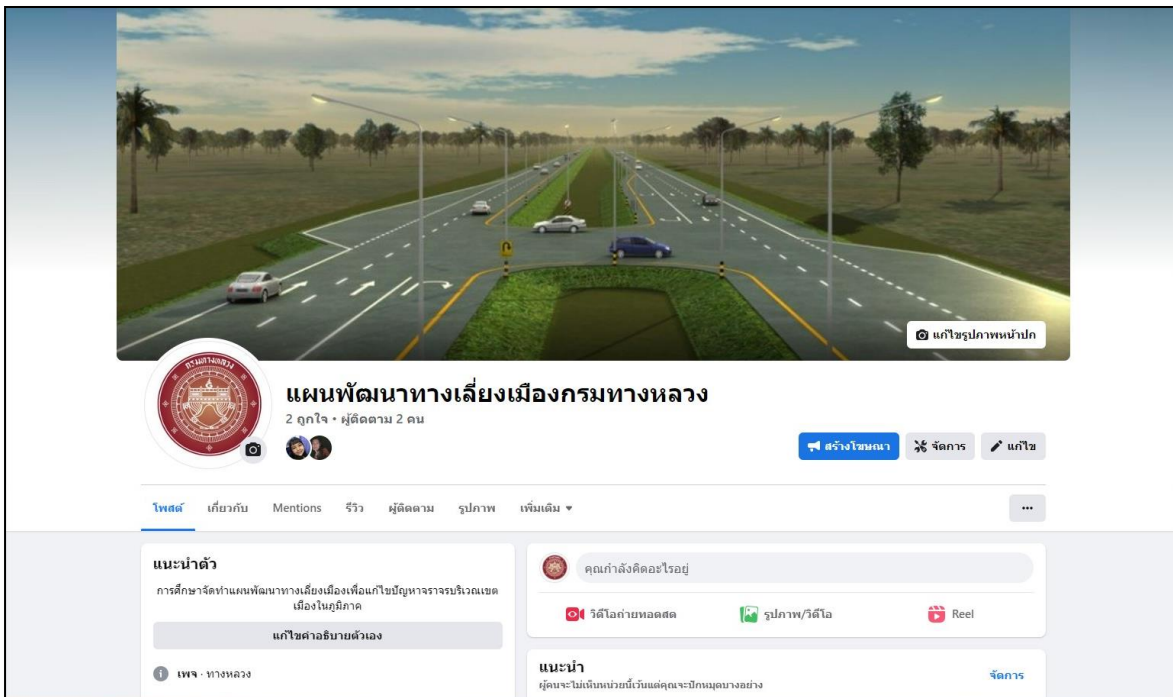 แก้ไขรูปภาพหน้าปก
กรมทางหลวง
แผนพัฒนาทางเลี่ยงเมืองกรมทางหลวง
2 ถูกใจ • ผู้ติดตาม 2 คน
สร้างโฆษณา จัดการ แก้ไข
โพสต์ เกี่ยวกับ Mentions รีวิว ผู้ติดตาม รูปภาพ เพิ่มเติม
แนะนำตัว
การศึกษาจัดทำแผนพัฒนาทางเลี่ยงเมืองเพื่อแก้ไขปัญหาจราจรบริเวณเขต
เมืองในภูมิภาค
แก้ไขคำอธิบายตัวเอง
เพจ · ทางหลวง
คุณกำลังคิดอะไรอยู่
วิดีโอถ่ายทอดสด รูปภาพ/วิดีโอ Reel
แนะนำ
ผู้คนจะไม่เห็นหน่วยนี้เว้นแต่คุณจะปักหมุดบางอย่าง
จัดการ